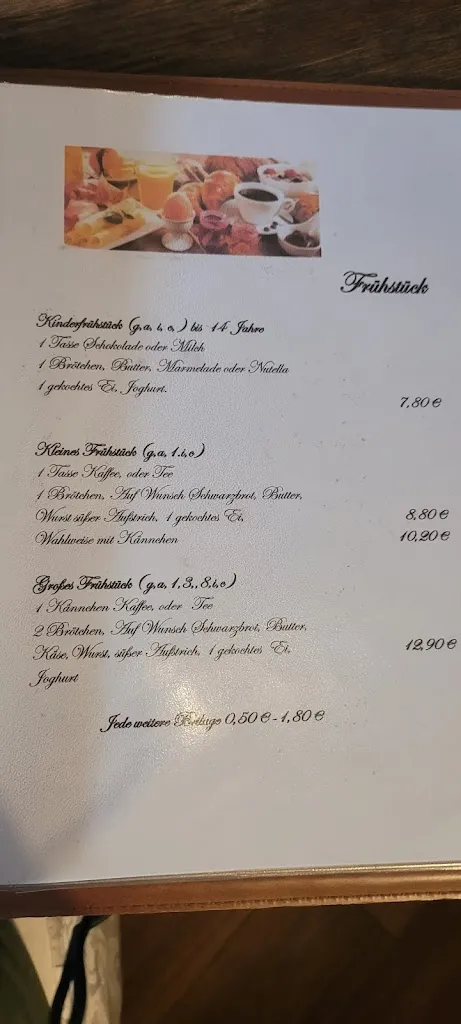 Frühstück
Kinderfrühstück (g,a, i, c,) bis 14 Jahre
1 Tasse Schokolade oder Milch
1 Brötchen, Butter, Marmelade oder Nutella
1 gekochtes Ei, Joghurt.
7,80 €
Kleines Frühstück (g,a, 1.i,c)
1 Tasse Kaffee, oder Tee
1 Brötchen, Auf Wunsch Schwarzbrot, Butter,
Wurst süßer Aufstrich, 1 gekochtes Ei, 8,80 €
Wahlweise mit Kännchen 10,20 €
Großes Frühstück (g,a, 1,3,,8,i,c)
1 Kännchen Kaffee, oder Tee
2 Brötchen, Auf Wunsch Schwarzbrot, Butter,
Käse, Wurst, süßer Aufstrich, 1 gekochtes Ei, 12,90 €
Joghurt
Jede weitere Beilage 0,50 € - 1,80 €